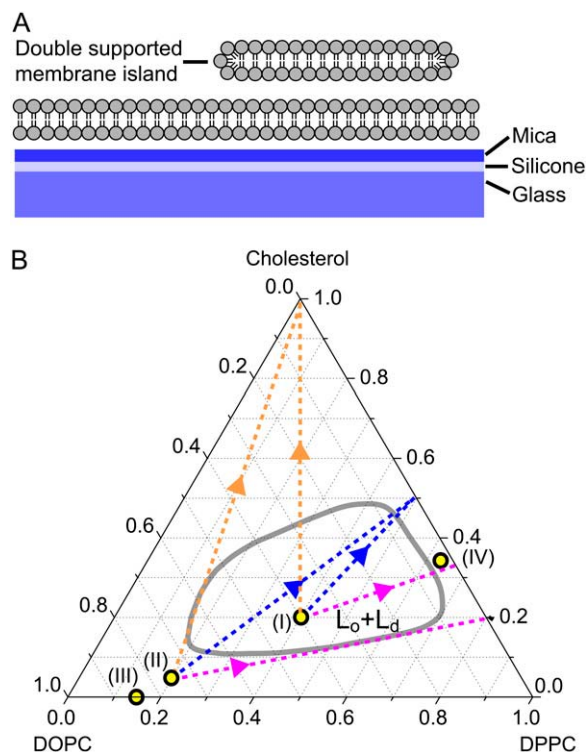 A
Double supported
membrane island
Mica
Silicone
Glass
B
Cholesterol
0.0 1.0
0.2 0.8
0.4 0.6
0.6 0.4
(IV)
0.8 (I) Lo+Ld 0.2
(III) (II)
1.0 0.0
0.0 0.2 0.4 0.6 0.8 1.0
DOPC DPPC